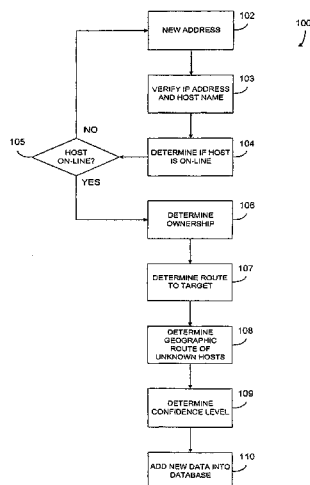 100
NEW ADDRESS
102
VERIFY IP ADDRESS
AND HOST NAME
103
DETERMINE IF HOST
IS ON-LINE
104
105
HOST
ON-LINE?
NO
YES
DETERMINE
OWNERSHIP
106
DETERMINE ROUTE
TO TARGET
107
DETERMINE
GEOGRAPHIC
ROUTE OF
UNKNOWN HOSTS
108
DETERMINE
CONFIDENCE LEVEL
109
ADD NEW DATA INTO
DATABASE
110